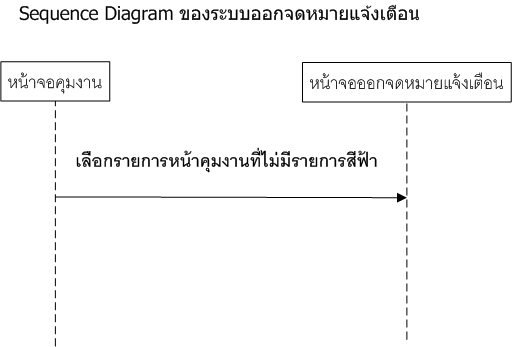 Sequence Diagram ของระบบออกจดหมายแจ้งเตือน
หน้าจอคุมงาน
หน้าจอออกจดหมายแจ้งเตือน
เลือกรายการหน้าคุมงานที่ไม่มีรายการสีฟ้า